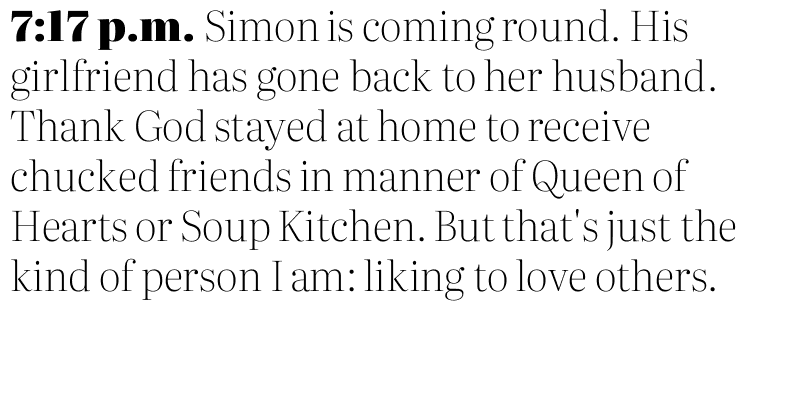 7:17 p.m. Simon is coming round. His
girlfriend has gone back to her husband.
Thank God stayed at home to receive
chucked friends in manner of Queen of
Hearts or Soup Kitchen. But that's just the
kind of person I am: liking to love others.